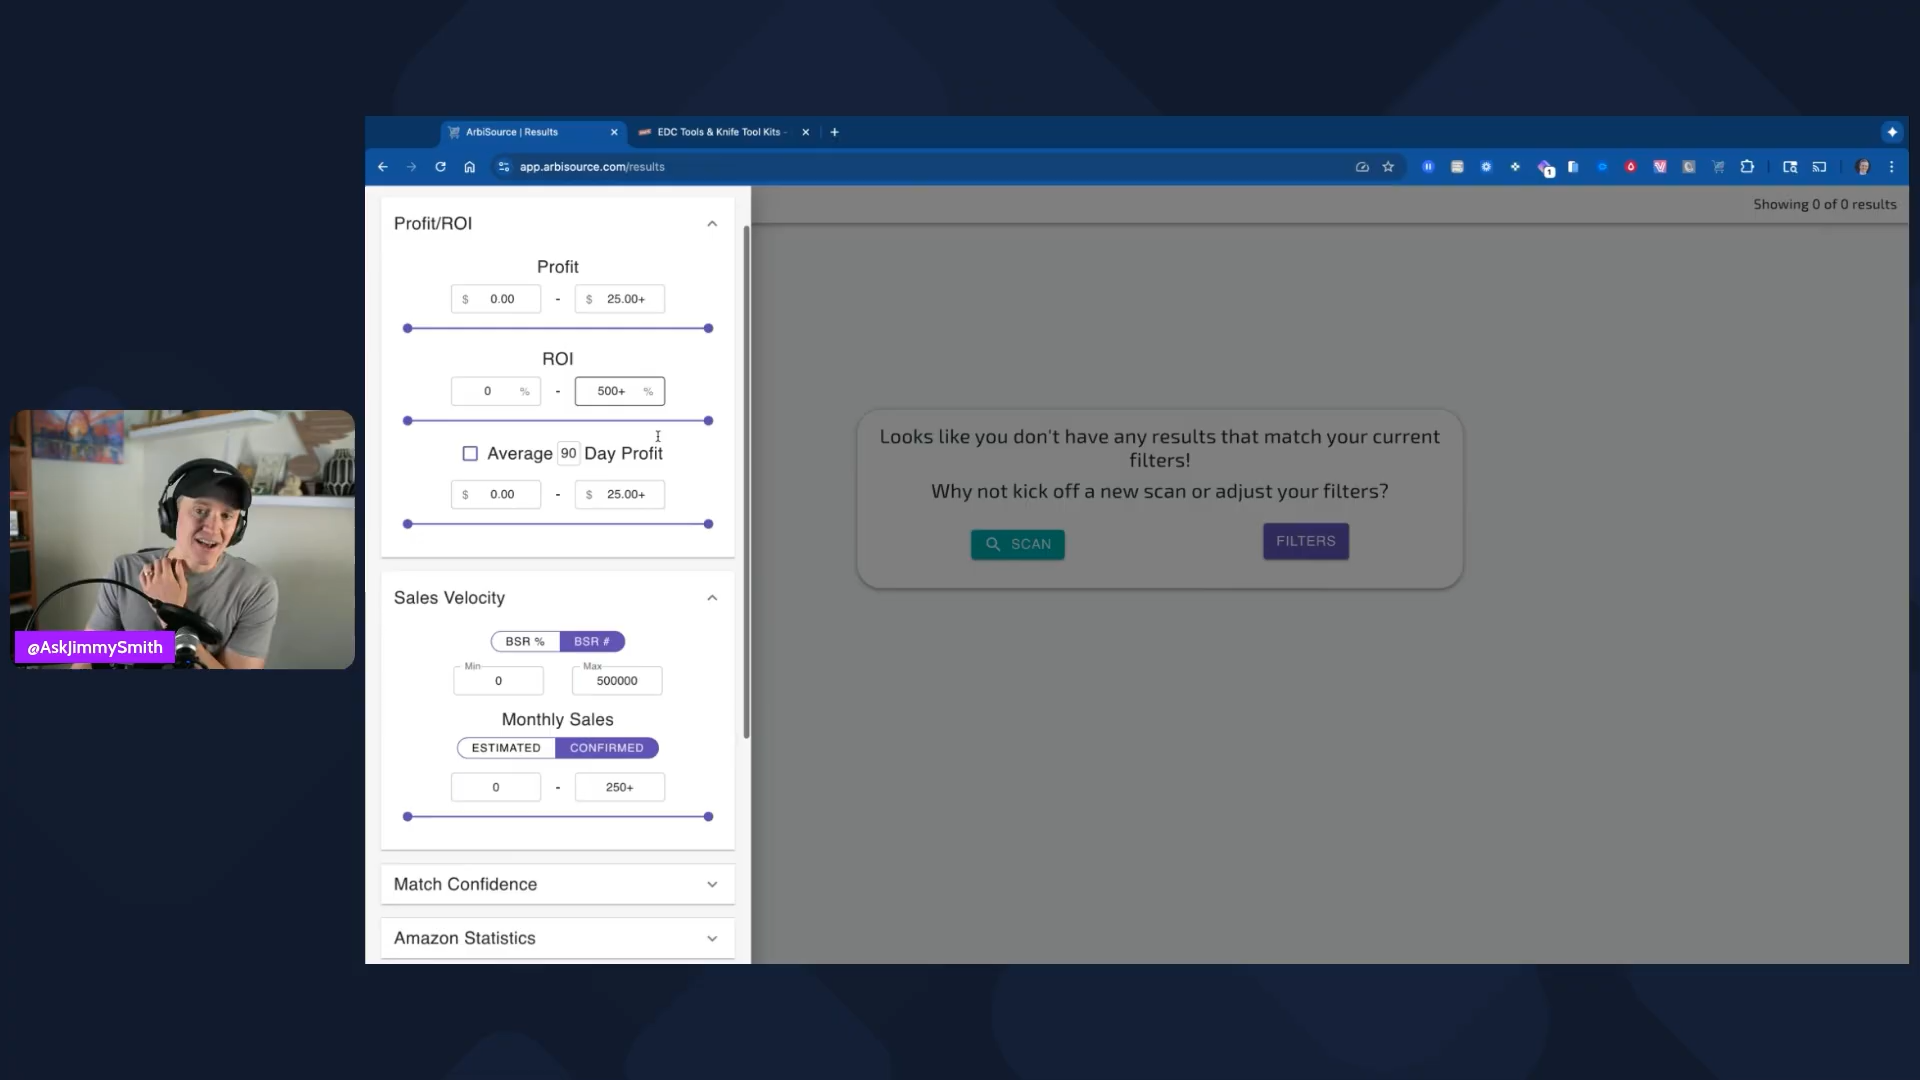 ArbiSource | Results
EDC Tools & Knife Tool Kits -
app.arbisource.com/results
1
Showing 0 of 0 results
Profit/ROI
Profit
$ 0.00 - $ 25.00+
ROI
0 % - 500+ %
Average 90 Day Profit
$ 0.00 - $ 25.00+
Sales Velocity
BSR % BSR #
Min Max
0 500000
Monthly Sales
ESTIMATED CONFIRMED
0 - 250+
Match Confidence
Amazon Statistics
Looks like you don't have any results that match your current
filters!
Why not kick off a new scan or adjust your filters?
SCAN FILTERS
@AskJimmySmith